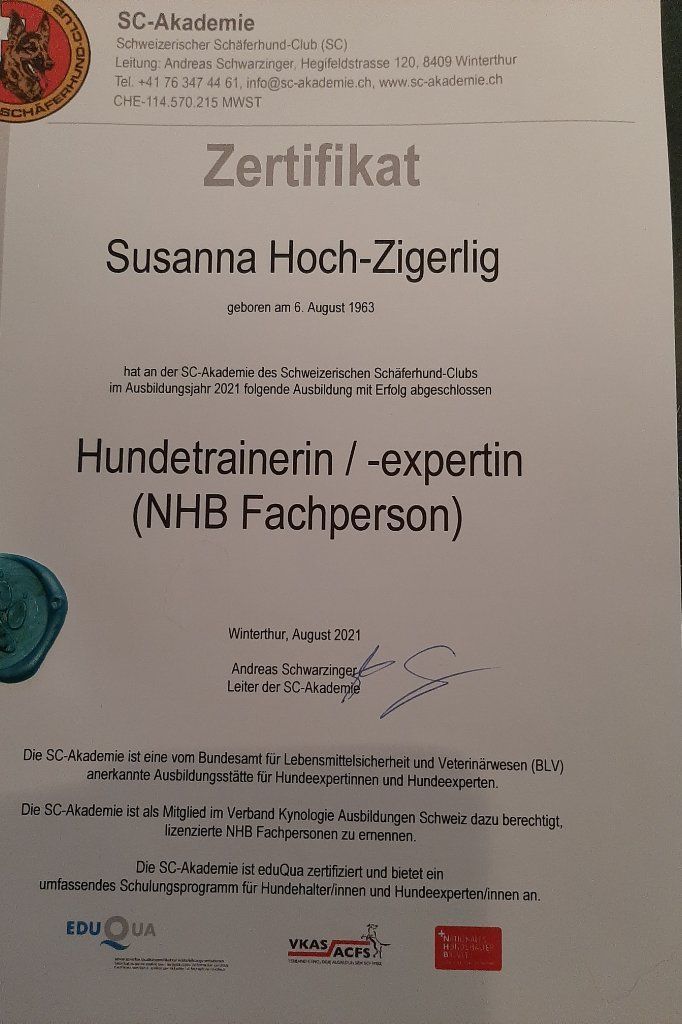 SC-Akademie
Schweizerischer Schäferhund-Club (SC)
Leitung: Andreas Schwarzinger, Hegifeldstrasse 120, 8409 Winterthur
Tel. +41 76 347 44 61, info@sc-akademie.ch, www.sc-akademie.ch
CHE-114.570.215 MWST
SCHÄFERHUND-CLUB
Zertifikat
Susanna Hoch-Zigerlig
geboren am 6. August 1963
hat an der SC-Akademie des Schweizerischen Schäferhund-Clubs
im Ausbildungsjahr 2021 folgende Ausbildung mit Erfolg abgeschlossen
Hundetrainerin / -expertin
(NHB Fachperson)
Winterthur, August 2021
Andreas Schwarzinger
Leiter der SC-Akademie
Die SC-Akademie ist eine vom Bundesamt für Lebensmittelsicherheit und Veterinärwesen (BLV)
anerkannte Ausbildungsstätte für Hundeexpertinnen und Hundeexperten.
Die SC-Akademie ist als Mitglied im Verband Kynologie Ausbildungen Schweiz dazu berechtigt,
lizenzierte NHB Fachpersonen zu ernennen.
Die SC-Akademie ist eduQua zertifiziert und bietet ein
umfassendes Schulungsprogramm für Hundehalter/innen und Hundeexperten/innen an.
EDUQUA
VKAS
ACFS
NATIONALES
HUNDEHALTER
BREVET